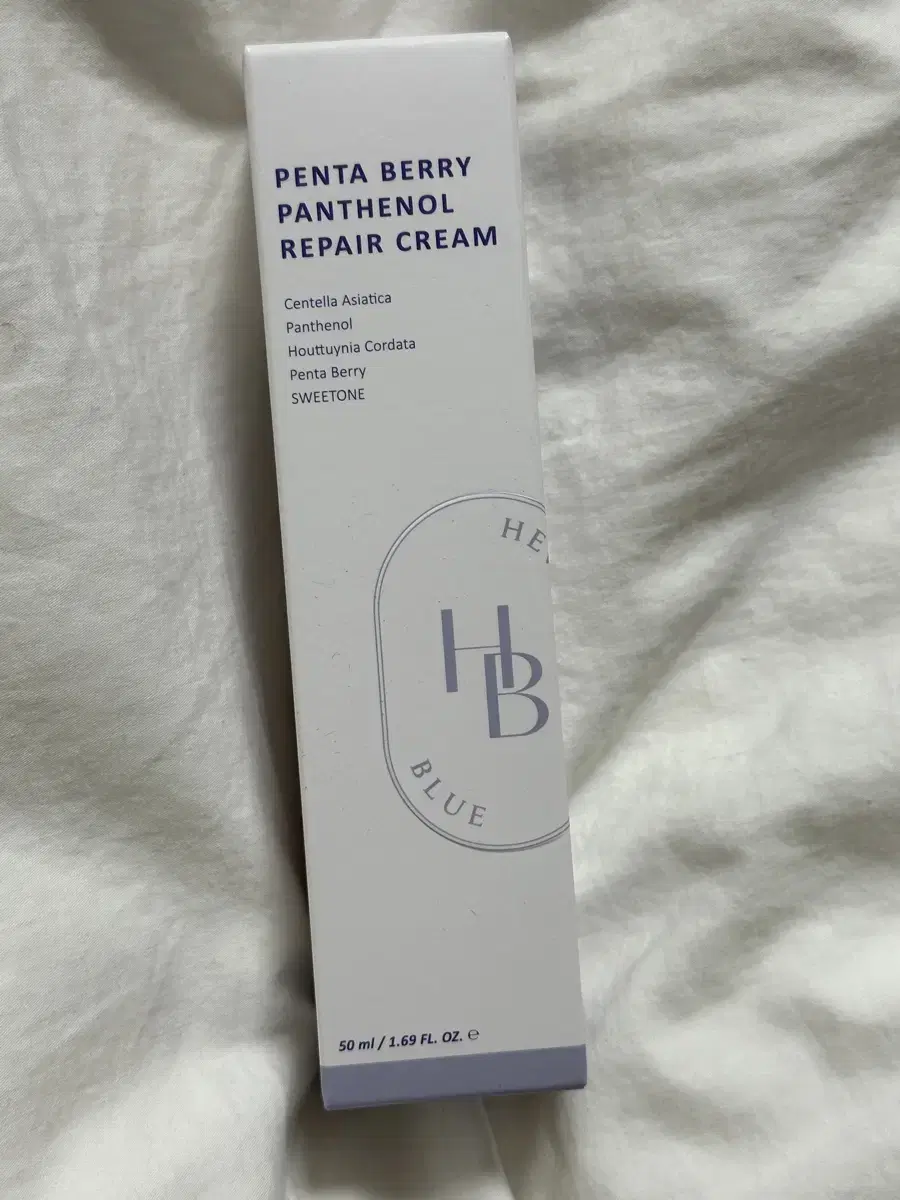 PENTA BERRY
PANTHENOL
REPAIR CREAM
Centella Asiatica
Panthenol
Houttuynia Cordata
Penta Berry
SWEETONE
HB
BLUE
50 ml / 1.69 FL. OZ. ℮